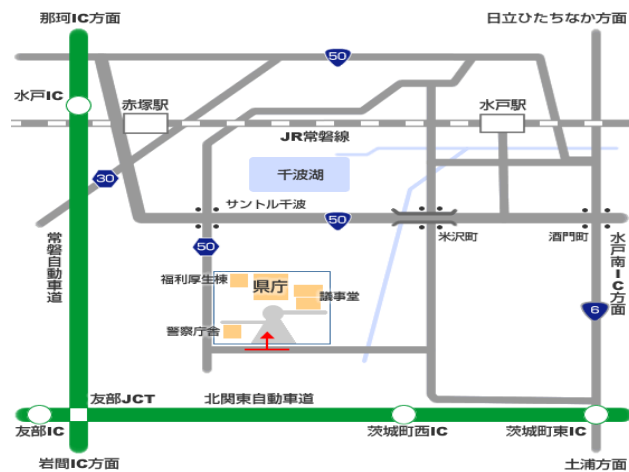 那珂IC方面
日立ひたちなか方面
50
水戸IC
赤塚駅
水戸駅
JR常磐線
30
千波湖
サントル千波
50
米沢町
酒門町
50
常磐自動車道
水戸南IC方面
福利厚生棟
県庁
議事堂
6
警察庁舎
友部JCT
北関東自動車道
友部IC
茨城町西IC
茨城町東IC
岩間IC方面
土浦方面